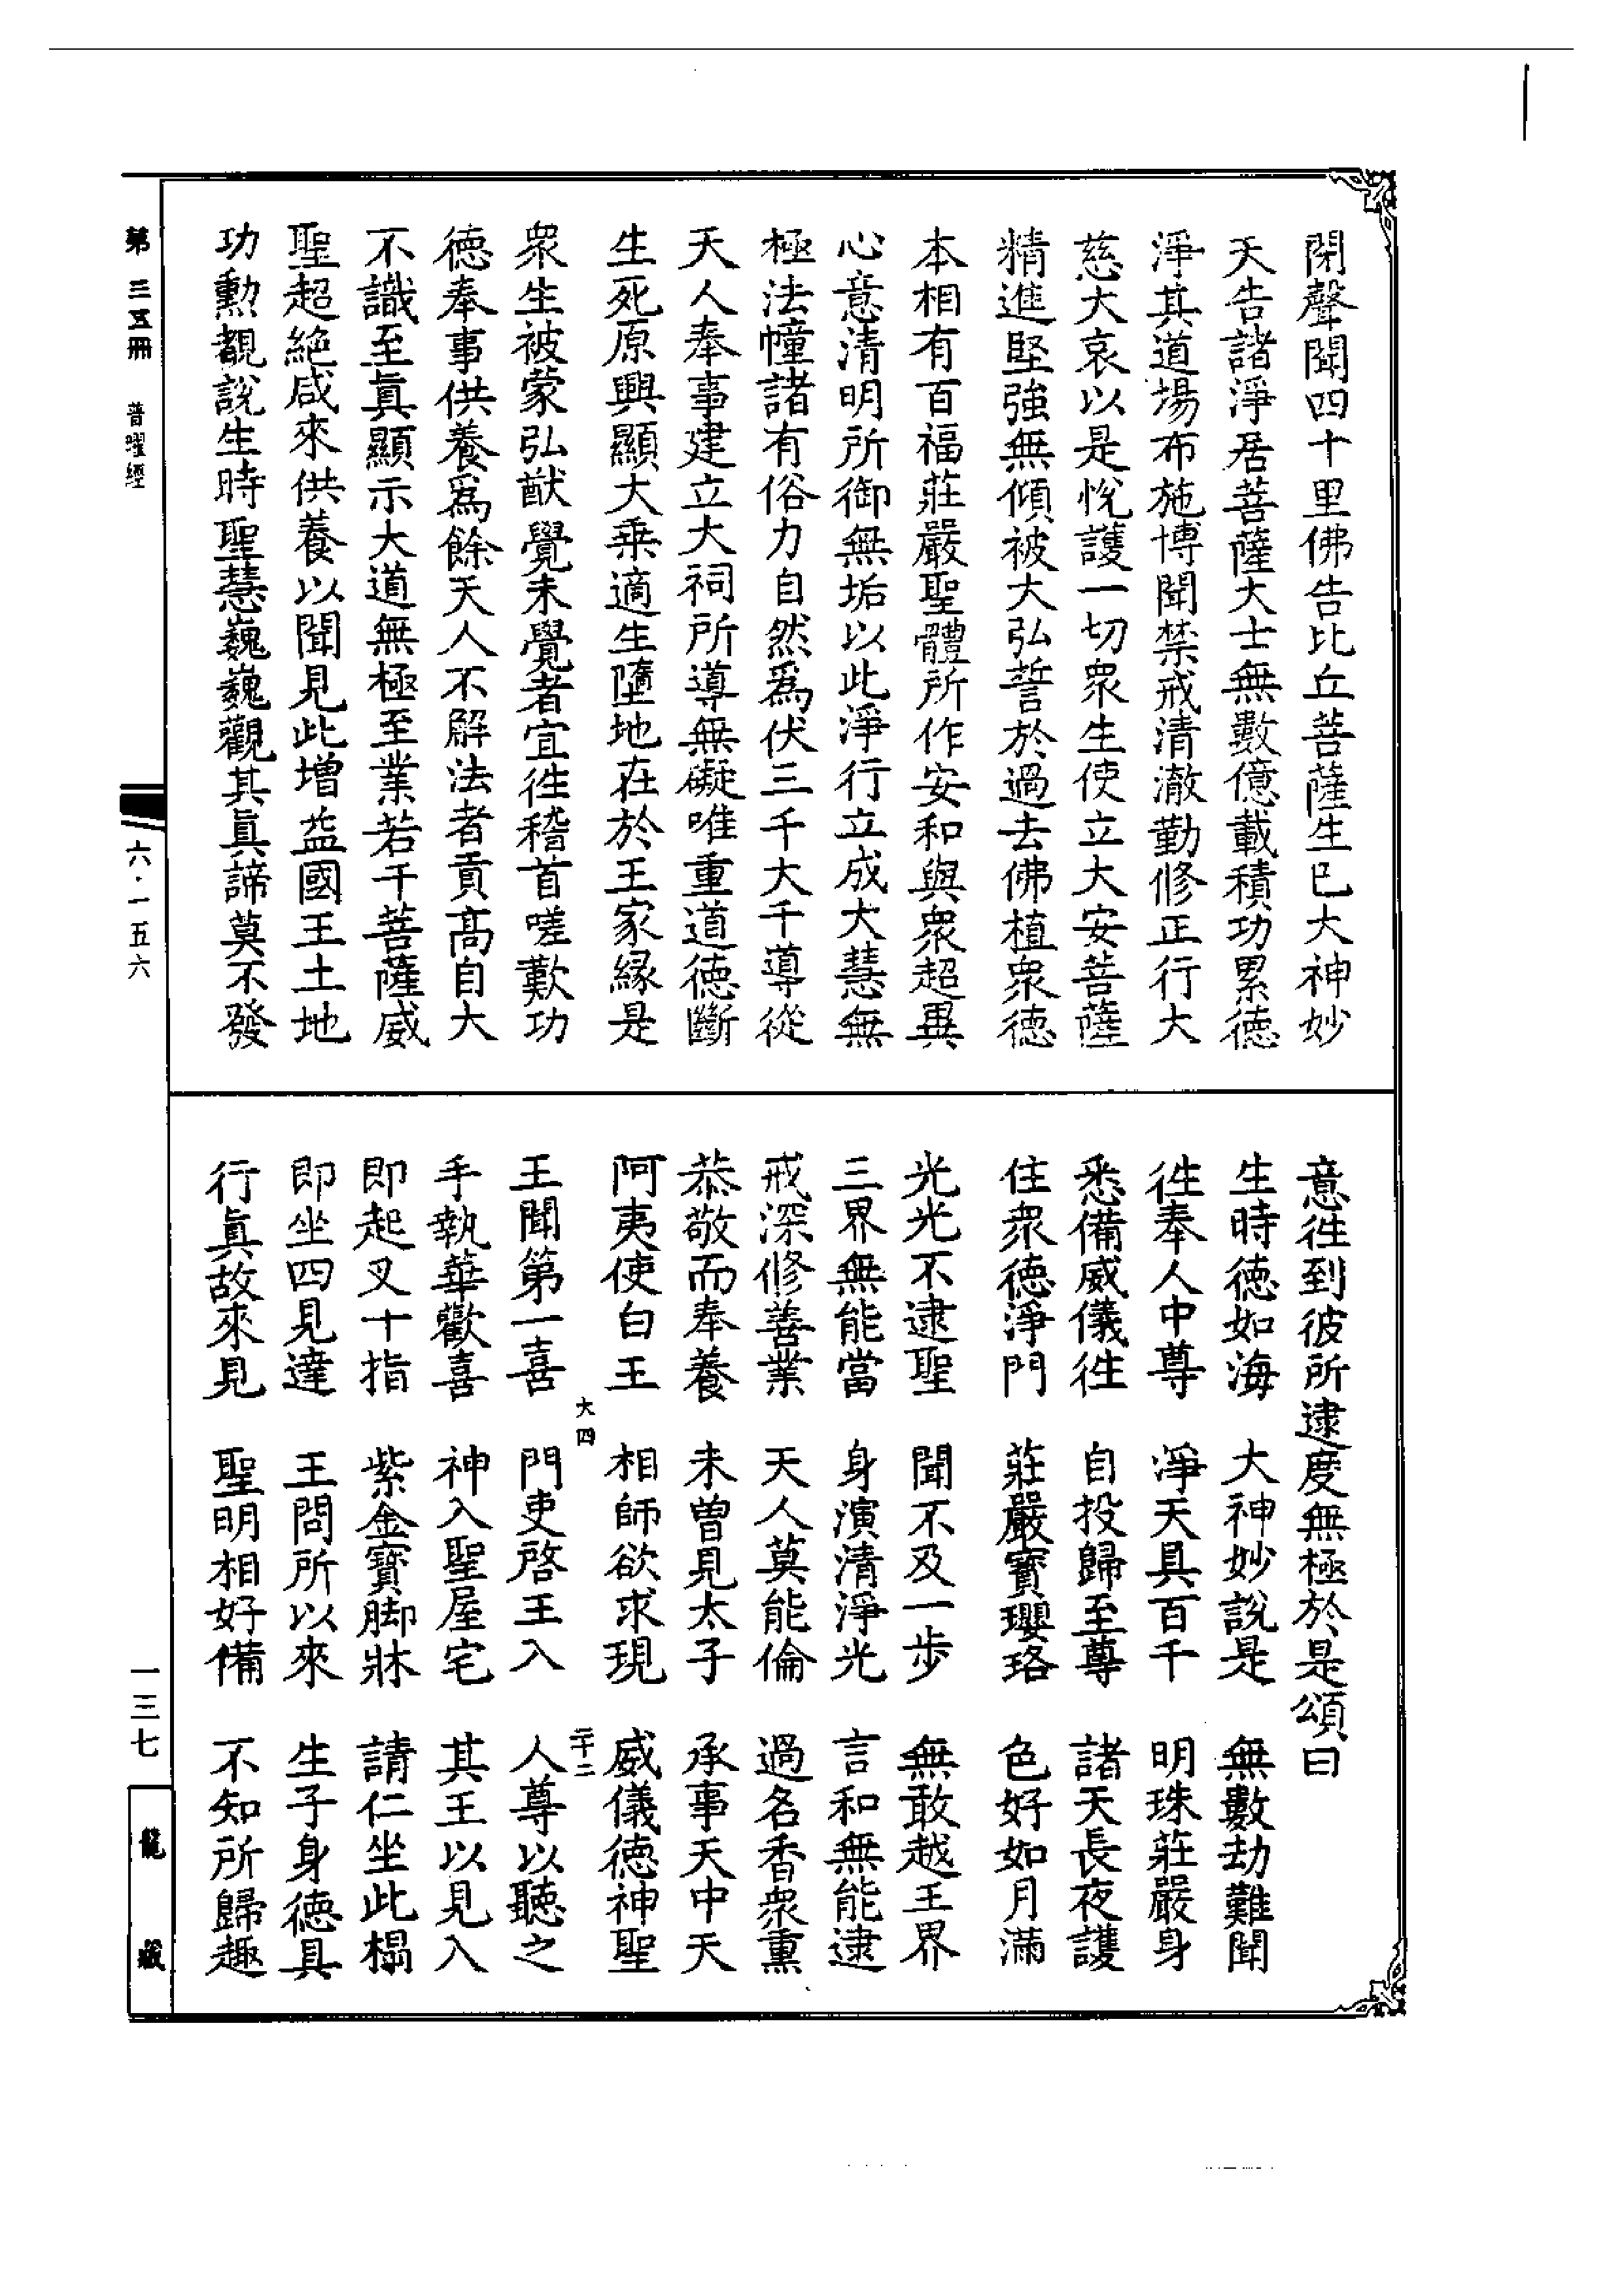 閉聲聞四十里佛告比丘菩薩生已大神妙
天告諸淨居菩薩大士無數億載積功累德
淨其道場布施博聞禁戒清澈勤修正行大
慈大哀以是悅護一切衆生使立大安菩薩
精進堅強無傾被大弘誓於過去佛植衆德
本相有百福莊嚴聖體所作安和與衆超異
心意清明所御無垢以此淨行立成大慧無
極法幢諸有俗力自然爲伏三千大千導從
天人奉事建立大祠所導無礙唯重道德斷
生死原興顯大乘適生墮地在於王家緣是
衆生被蒙弘猷覺未覺者宜徃稽首嗟歎功
德奉事供養爲餘天人不解法者貢高自大
不識至眞顯示大道無極至業若干菩薩威
聖超絶咸來供養以聞見此增益國王土地
功勳覩說生時聖慧巍巍觀其眞諦莫不發
意徃到彼所逮度無極於是頌曰
生時德如海 大神妙說是 無數劫難聞
徃奉人中尊 淨天具百千 明珠莊嚴身
悉備威儀徃 自投歸至尊 諸天長夜護
住衆德淨門 莊嚴寶瓔珞 色好如月滿
光光不逮聖 聞不及一步 無敢越王界
三界無能當 身演清淨光 言和無能逮
戒深修善業 天人莫能倫 過名香衆熏
恭敬而奉養 未曾見太子 承事天中天
阿夷使白王 相師欲求現 威儀德神聖
大四 二十二
王聞第一喜 門吏啓王入 人尊以聽之
手執華歡喜 神入聖屋宅 其王以見入
即起叉十指 紫金寶脚牀 請仁坐此榻
即坐四見達 王問所以來 生子身德具
行眞故來見 聖明相好備 不知所歸趣
第三五冊 普曜經
六·一五六
一三七
龍藏